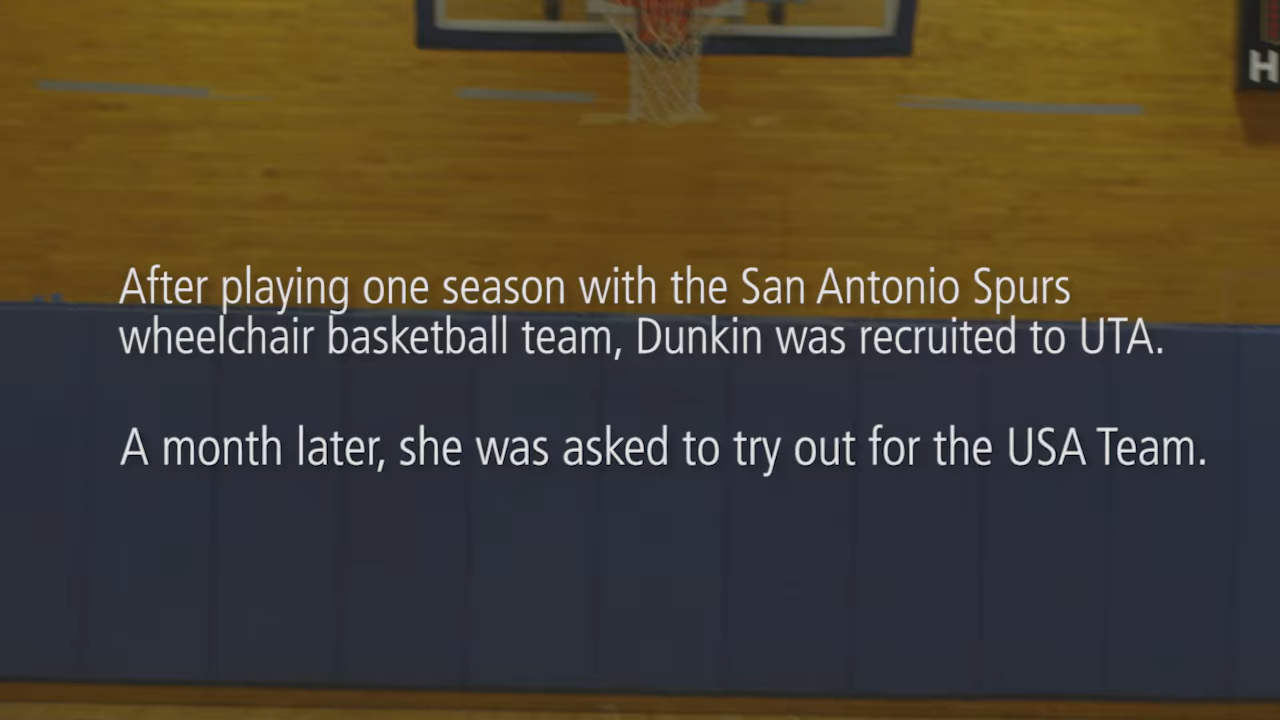 H
After playing one season with the San Antonio Spurs
wheelchair basketball team, Dunkin was recruited to UTA.
A month later, she was asked to try out for the USA Team.